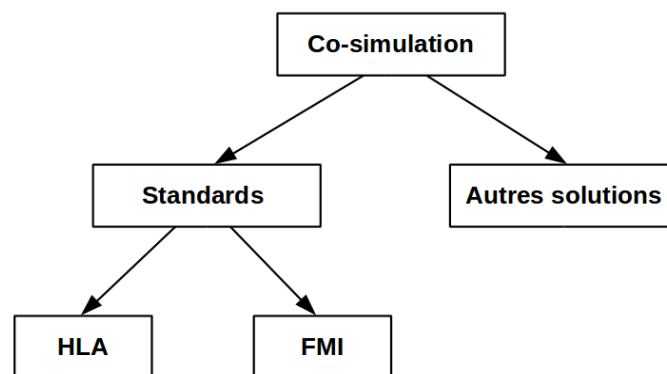 Co-simulation
Standards
Autres solutions
HLA
FMI